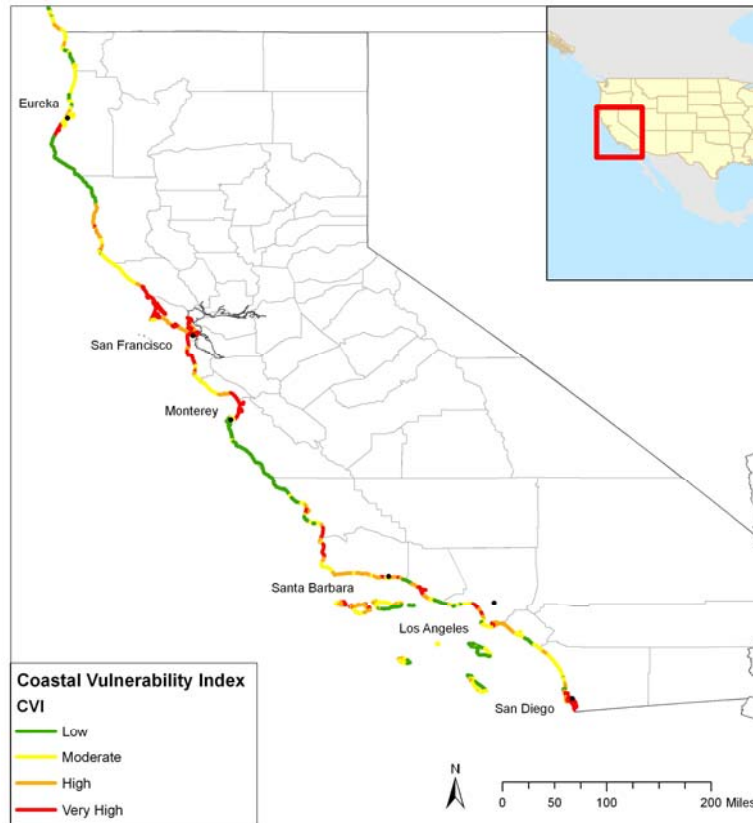 Eureka
San Francisco
Monterey
Santa Barbara
Los Angeles
San Diego
Coastal Vulnerability Index
CVI
Low
Moderate
High
Very High
N
0 50 100 200 Miles